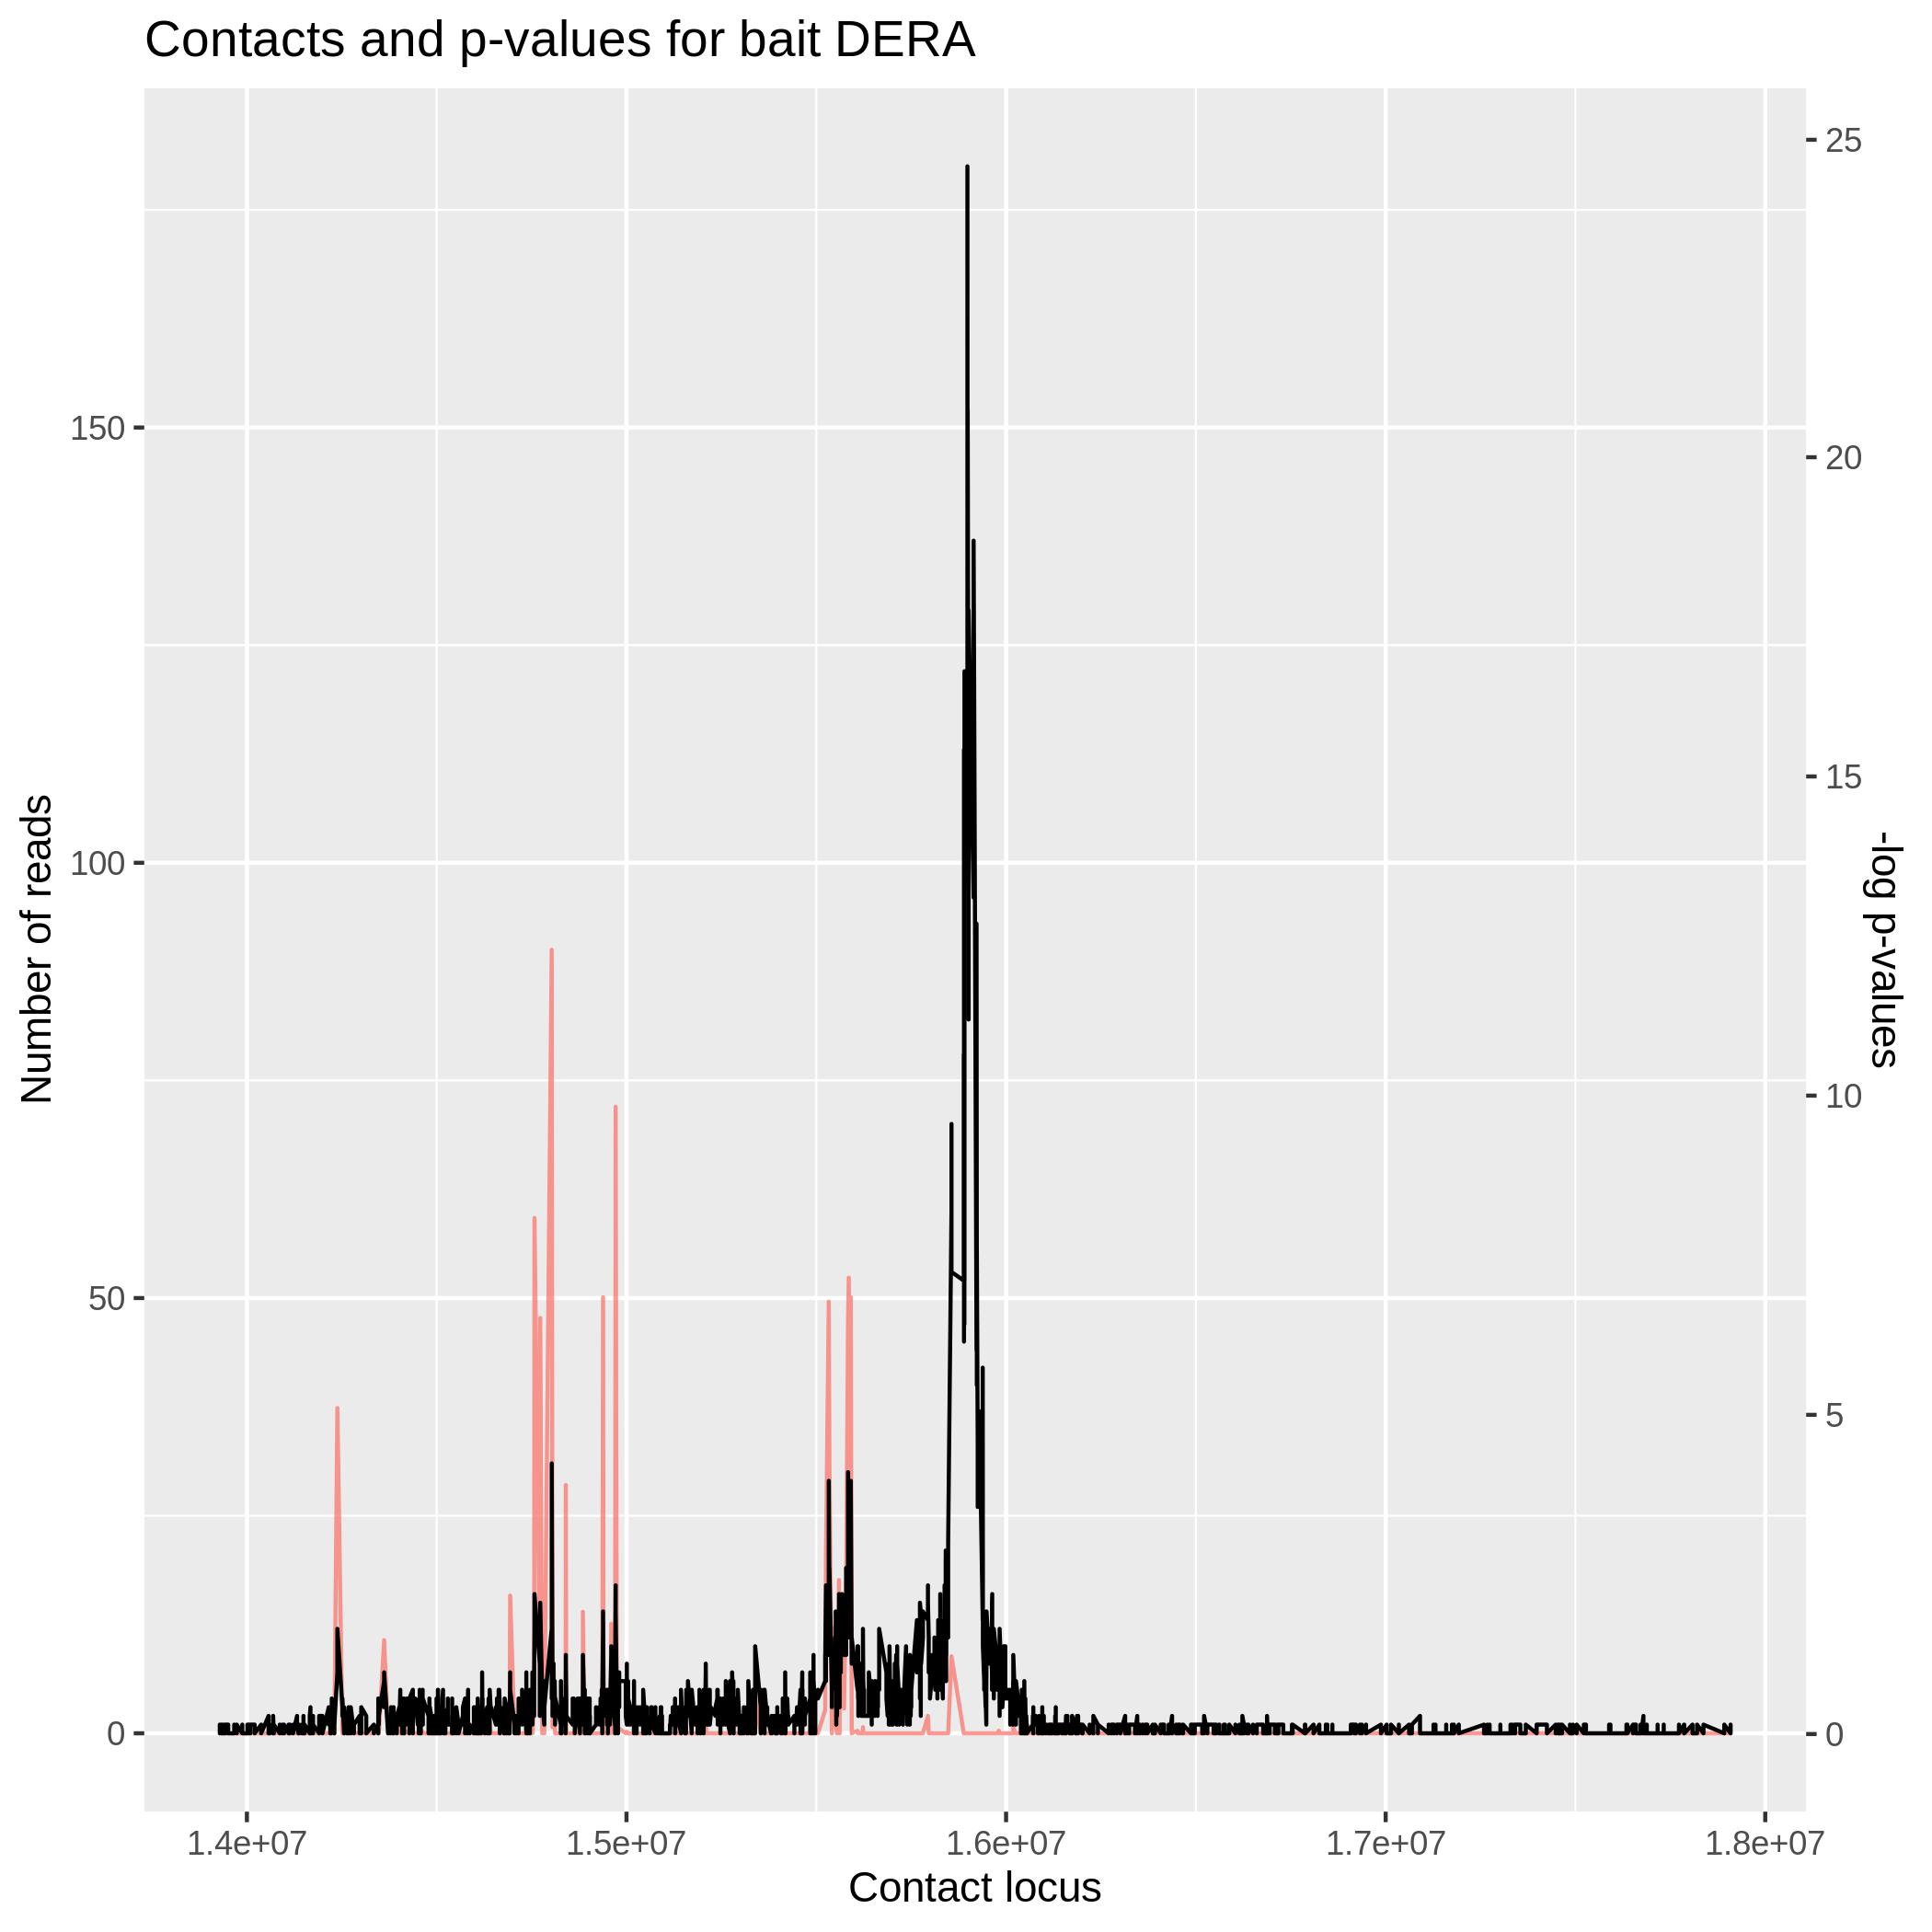 Contacts and p-values for bait DERA
Number of reads
150
100
50
0
25
20
15
10
5
0
-log p-values
1.4e+07
1.5e+07
1.6e+07
1.7e+07
1.8e+07
Contact locus